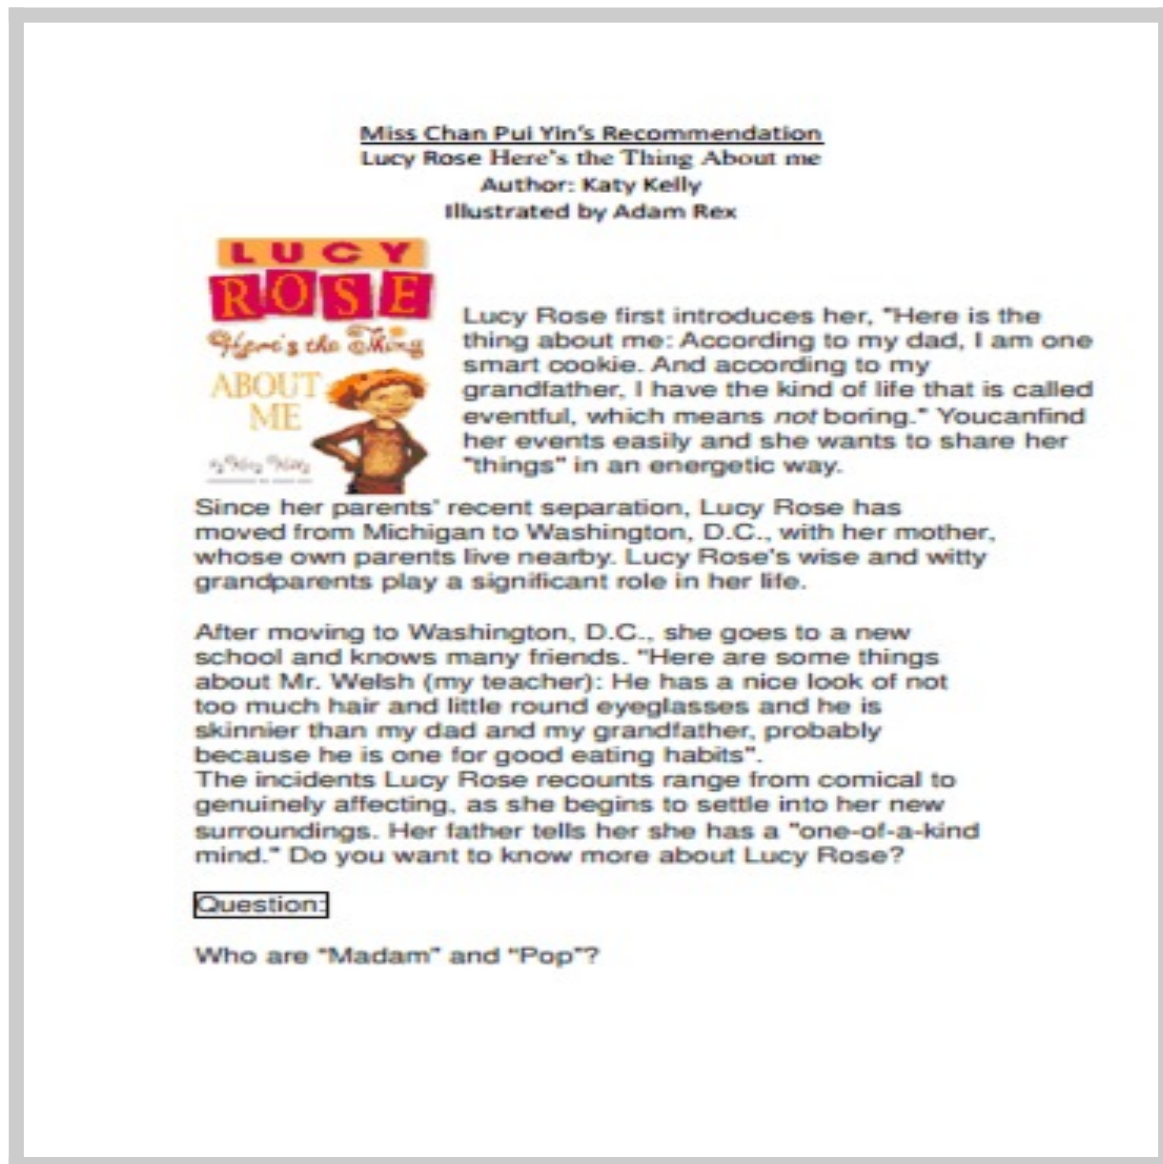 Miss Chan Pui Yin's Recommendation
Lucy Rose Here's the Thing About me
Author: Katy Kelly
Illustrated by Adam Rex
LUCY
ROSE
Here's the Thing
ABOUT
ME
Lucy Rose first introduces her, "Here is the
thing about me: According to my dad, I am one
smart cookie. And according to my
grandfather, I have the kind of life that is called
eventful, which means not boring." Youcanfind
her events easily and she wants to share her
"things" in an energetic way.
Since her parents' recent separation, Lucy Rose has
moved from Michigan to Washington, D.C., with her mother,
whose own parents live nearby. Lucy Rose's wise and witty
grandparents play a significant role in her life.
After moving to Washington, D.C., she goes to a new
school and knows many friends. "Here are some things
about Mr. Welsh (my teacher): He has a nice look of not
too much hair and little round eyeglasses and he is
skinnier than my dad and my grandfather, probably
because he is one for good eating habits".
The incidents Lucy Rose recounts range from comical to
genuinely affecting, as she begins to settle into her new
surroundings. Her father tells her she has a "one-of-a-kind
mind." Do you want to know more about Lucy Rose?
Question:
Who are "Madam" and "Pop"?